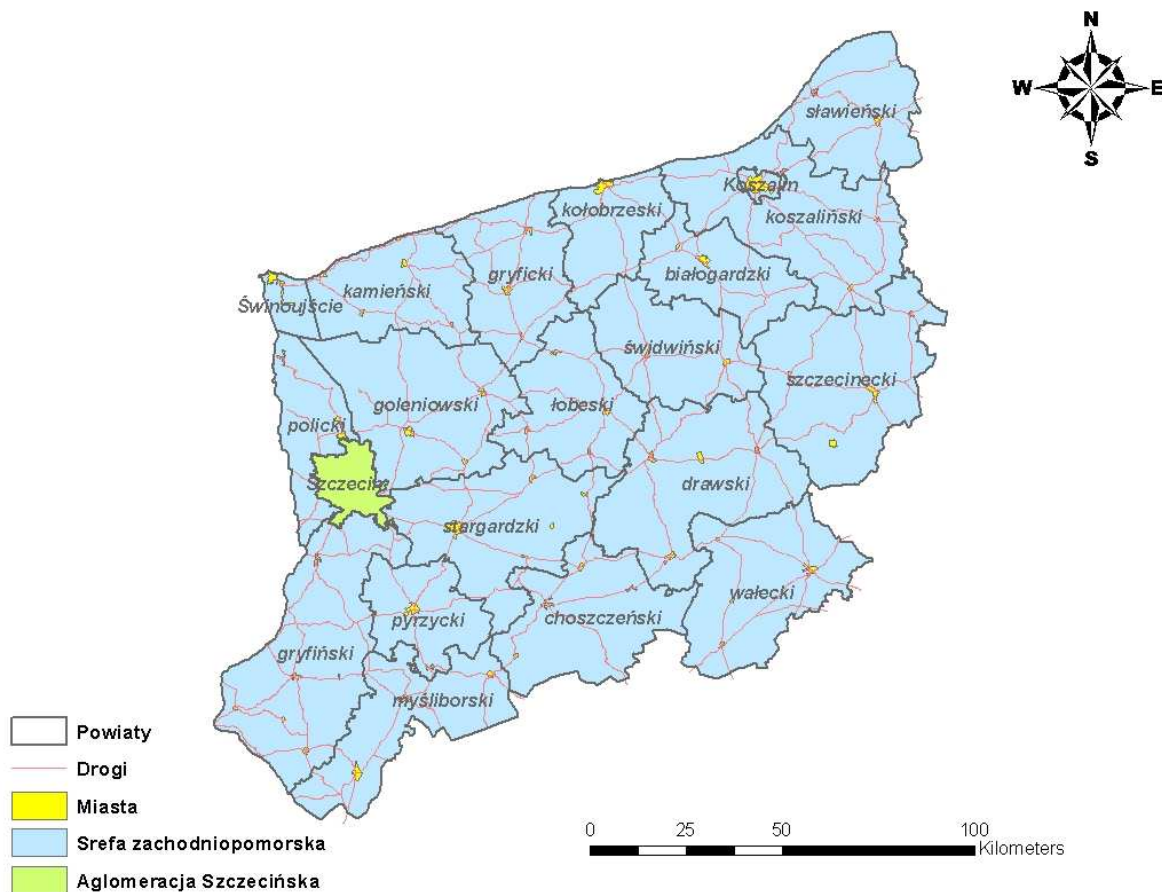 N
W E
S
sławieński
Koszalin
kołobrzeski
koszaliński
gryficki
białogardzki
kamieński
Świnoujście
świdwiński
szczecinecki
goleniowski
łobeski
policki
Szczecin
drawski
stargardzki
wałecki
choszczeński
pyrzycki
gryfiński
myśliborski
Powiaty
Drogi
Miasta
Srefa zachodniopomorska
Aglomeracja Szczecińska
0 25 50 100
Kilometers